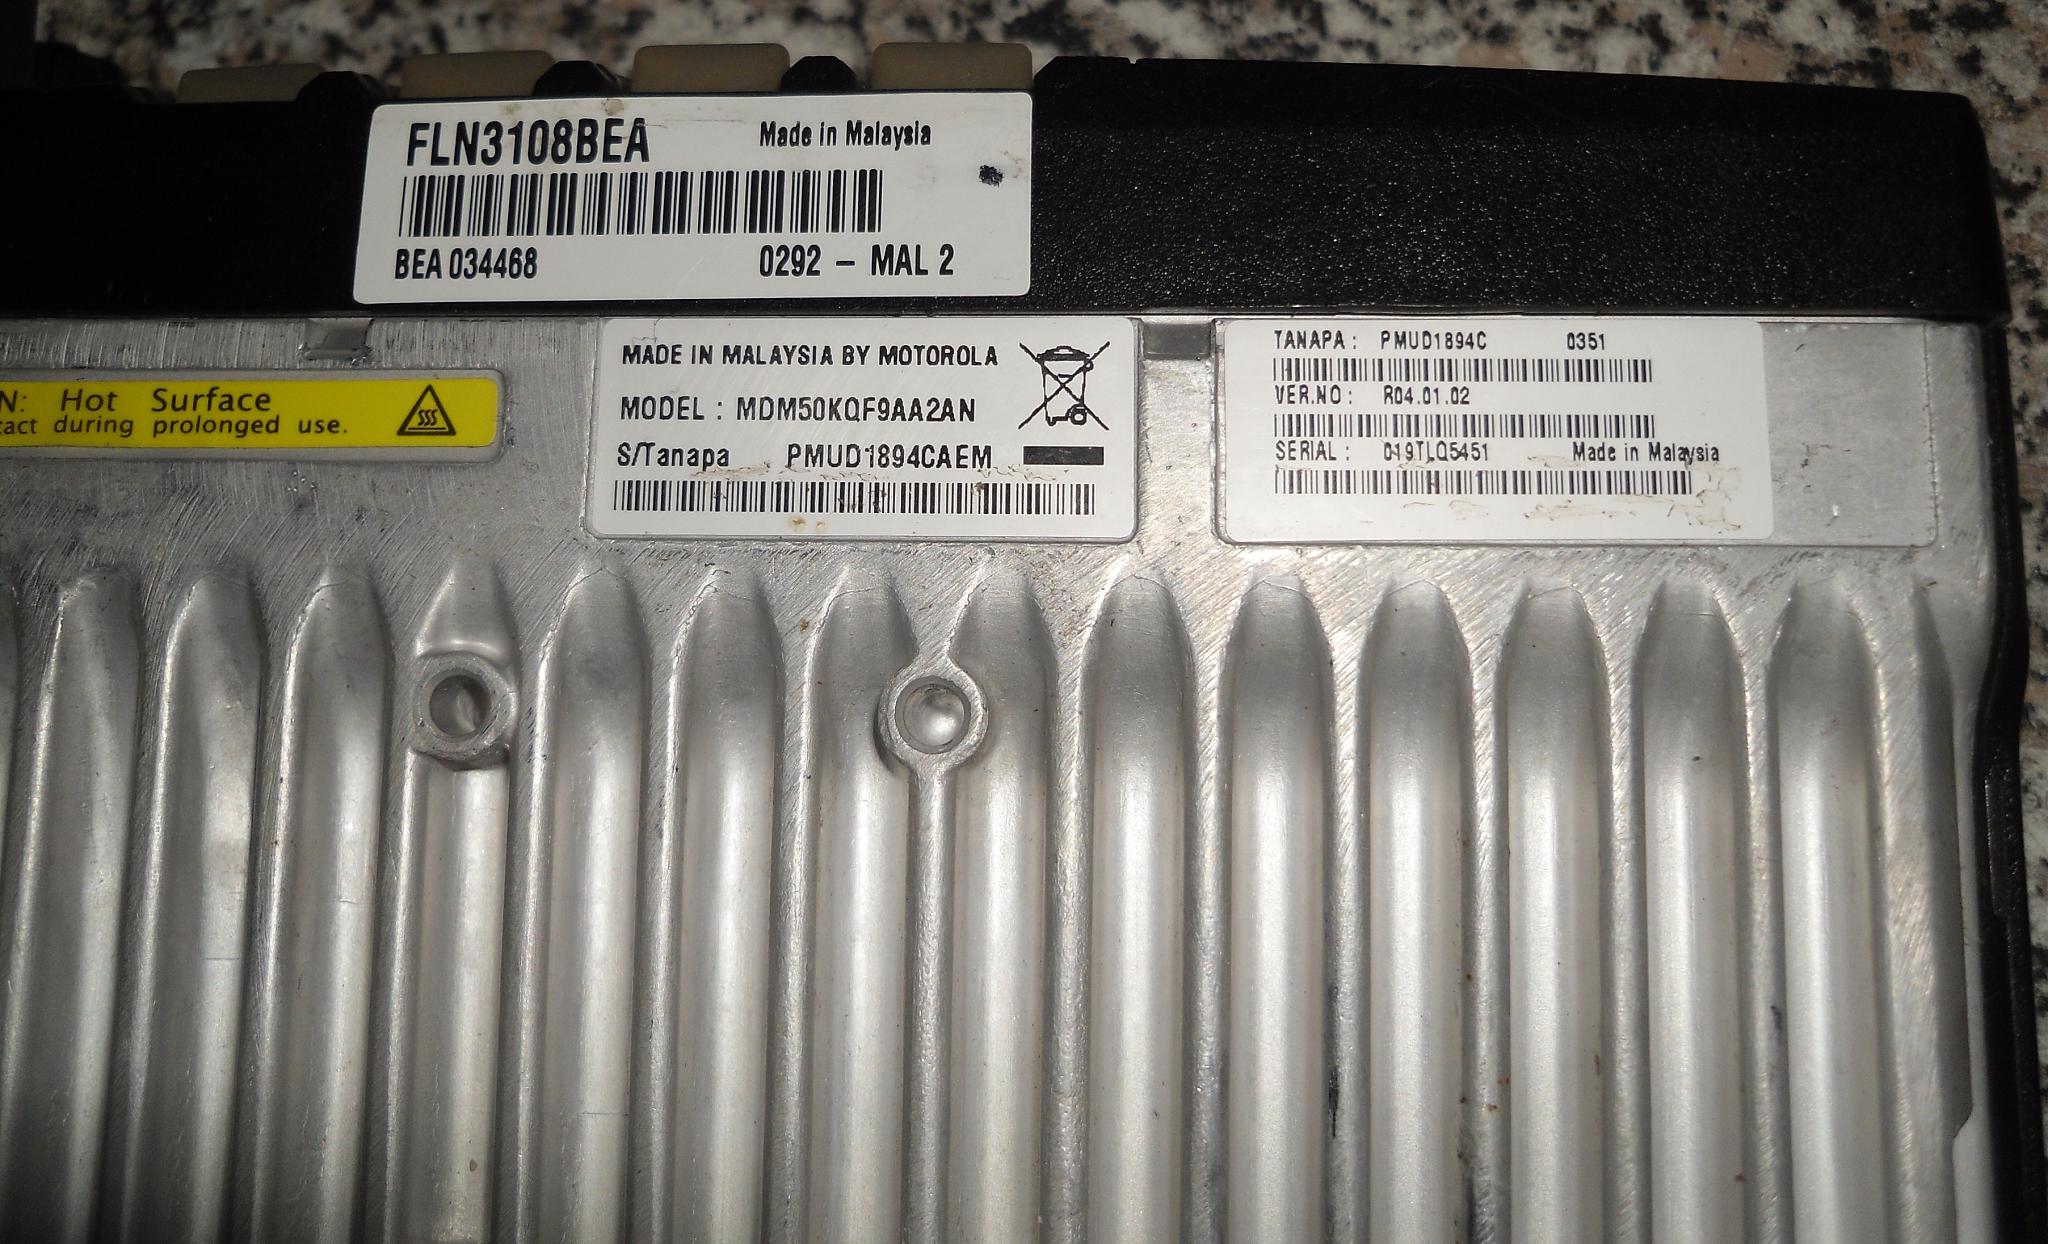 FLN3108BEA Made in Malaysia
BEA 034468 0292 - MAL 2
N: Hot Surface
tact during prolonged use.
MADE IN MALAYSIA BY MOTOROLA
MODEL : MDM50KQF9AA2AN
S/Tanapa PMUD1894CAEM
TANAPA : PMUD1894C 0351
VER.NO : R04.01.02
SERIAL : 019TLQ5451 Made in Malaysia